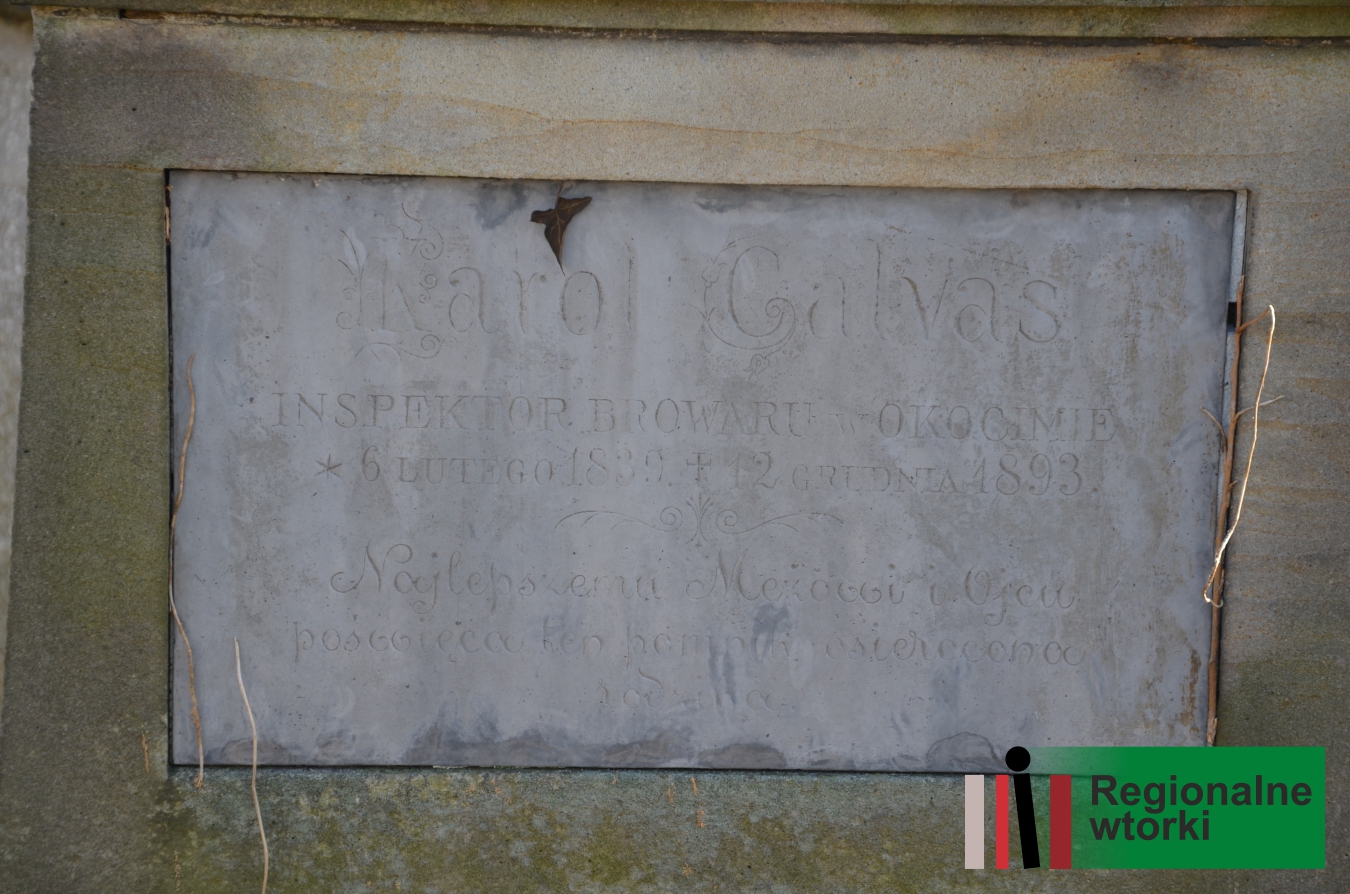 Karol Galvas
INSPEKTOR BROWARU w OKOCIMIE
* 6 LUTEGO 1839. † 12 GRUDNIA 1893.
Najlepszemu Mężowi i Ojcu
poświęca ten pomnik osierocona
rodzina
Regionalne
wtorki